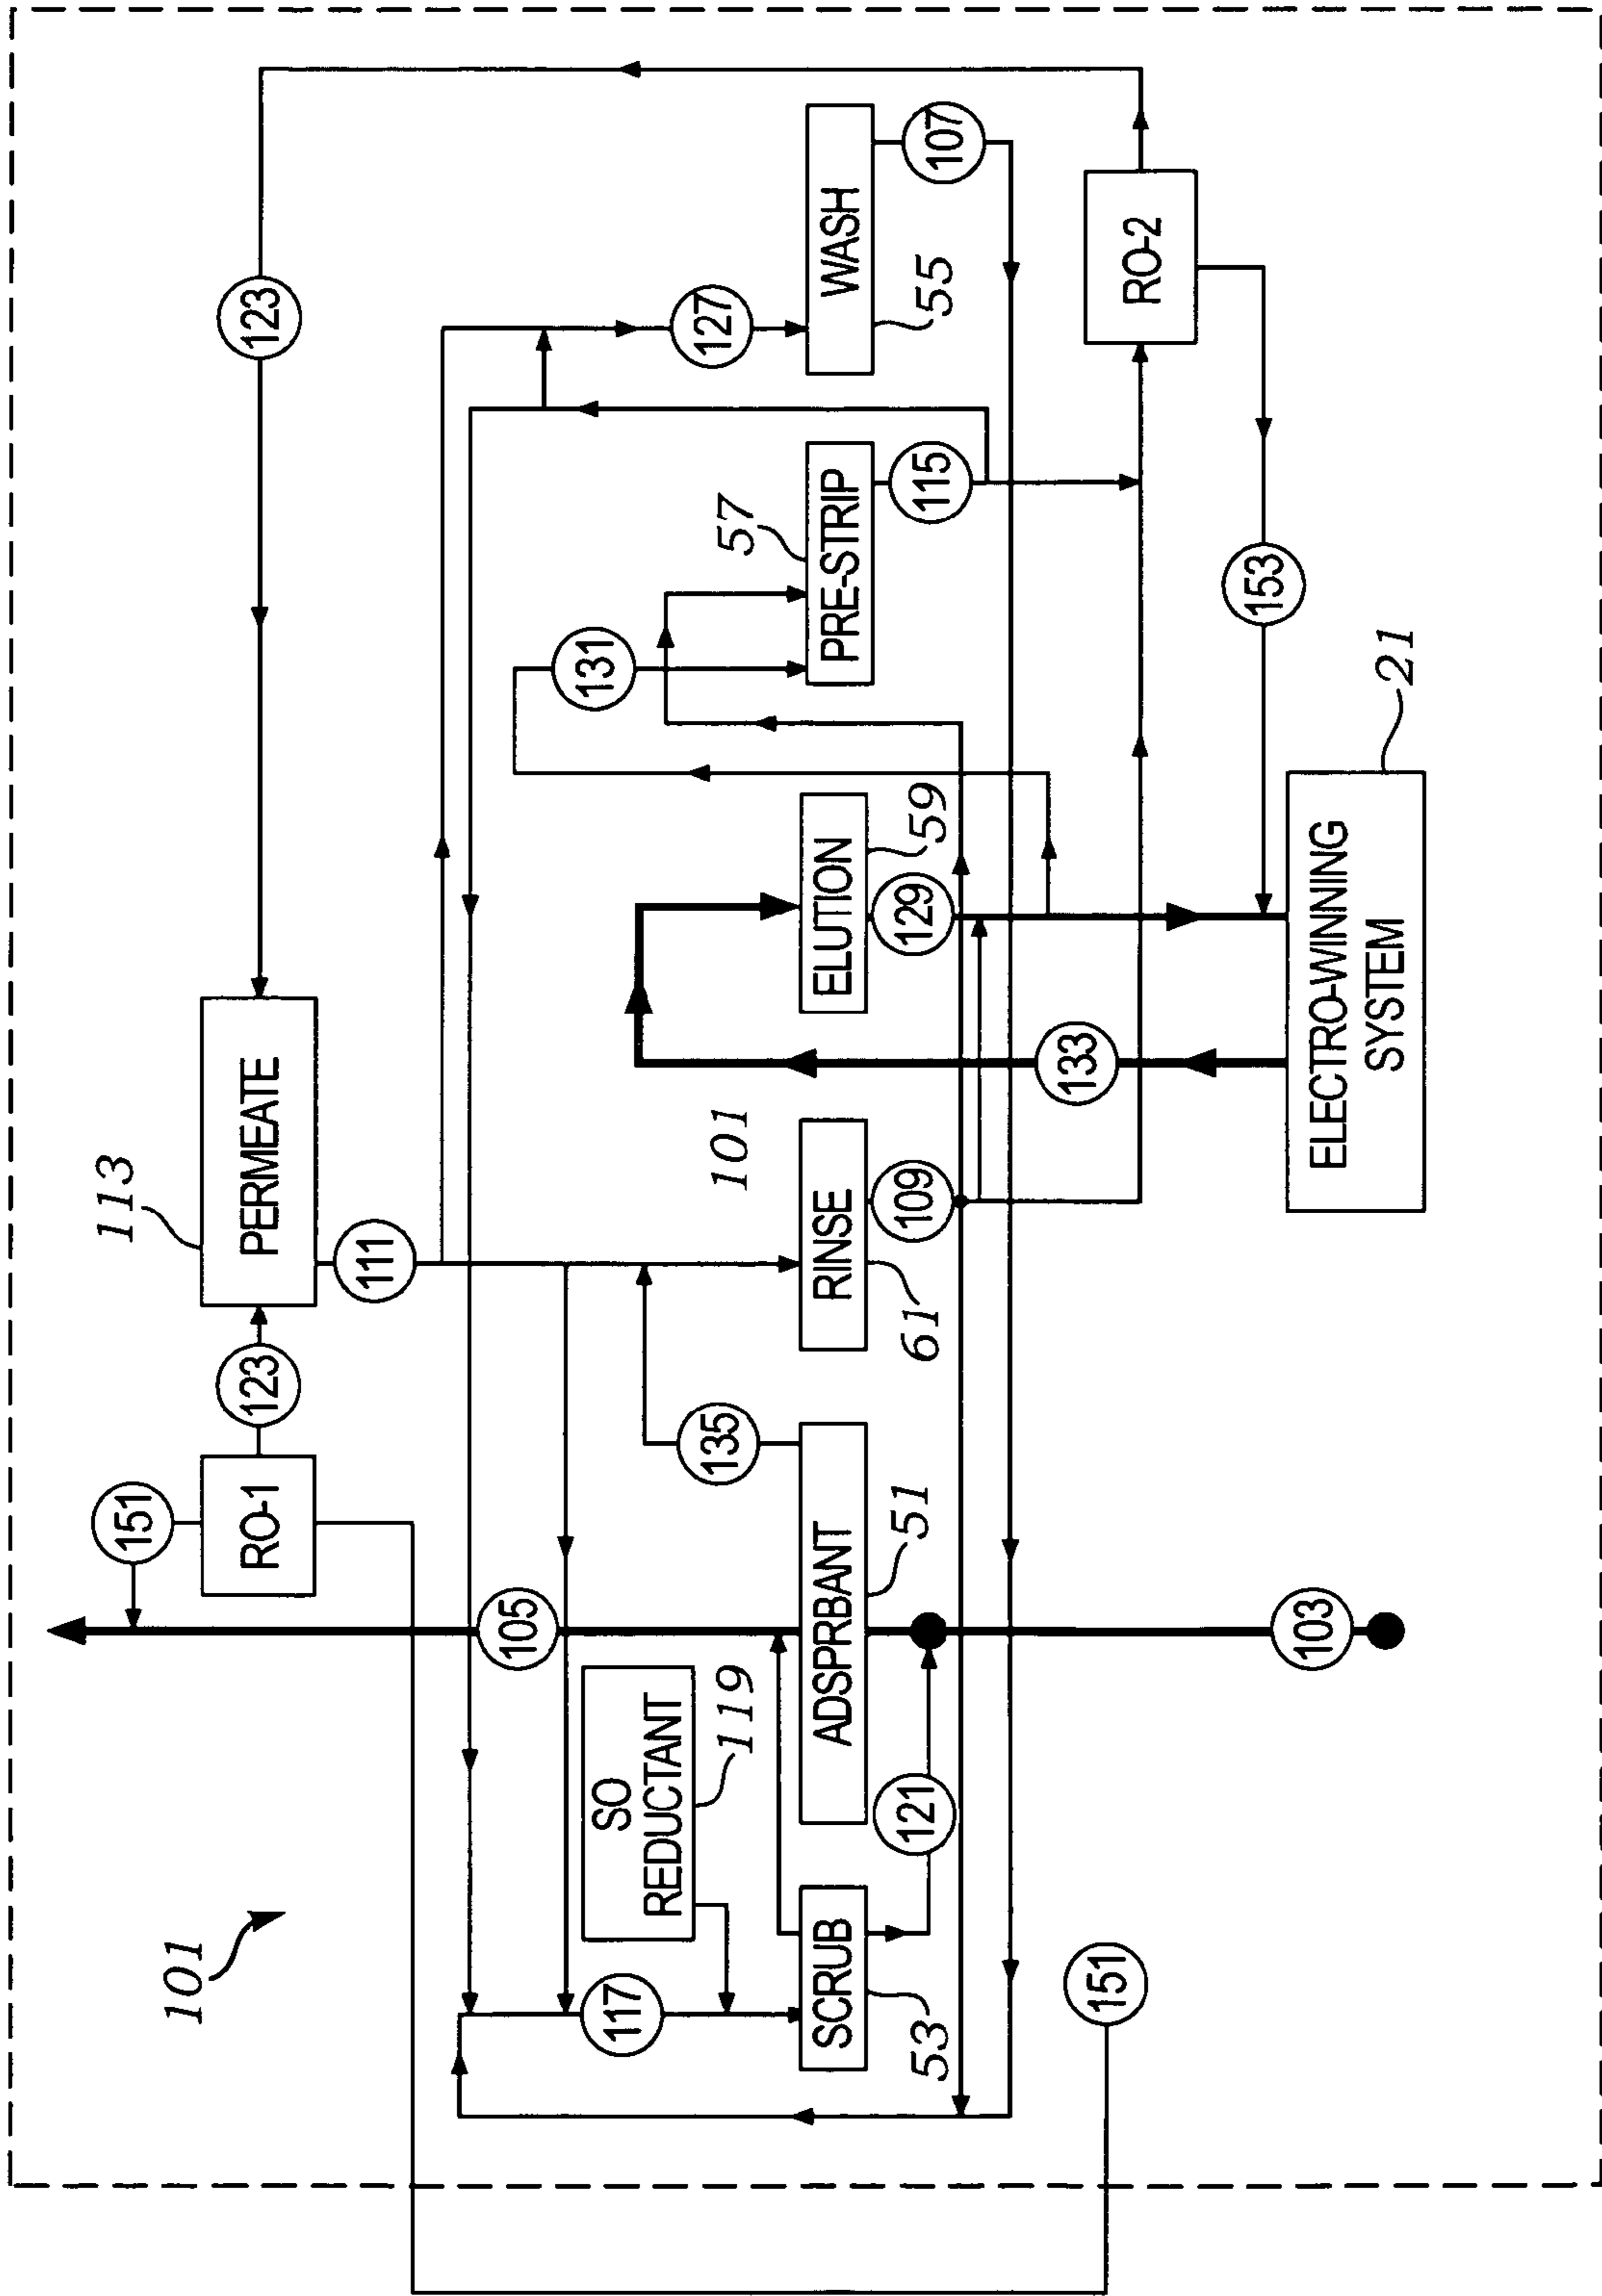 101
151
113
RO-1
123
PERMEATE
123
111
105
117
SO
REDUCTANT
119
135
101
131
57
127
SCRUB
ADSPRBANT
RINSE
ELUTION
PRE-STRIP
WASH
53
121
51
61
109
129
59
115
55
107
151
133
RO-2
153
103
ELECTRO-WINNING
SYSTEM
21